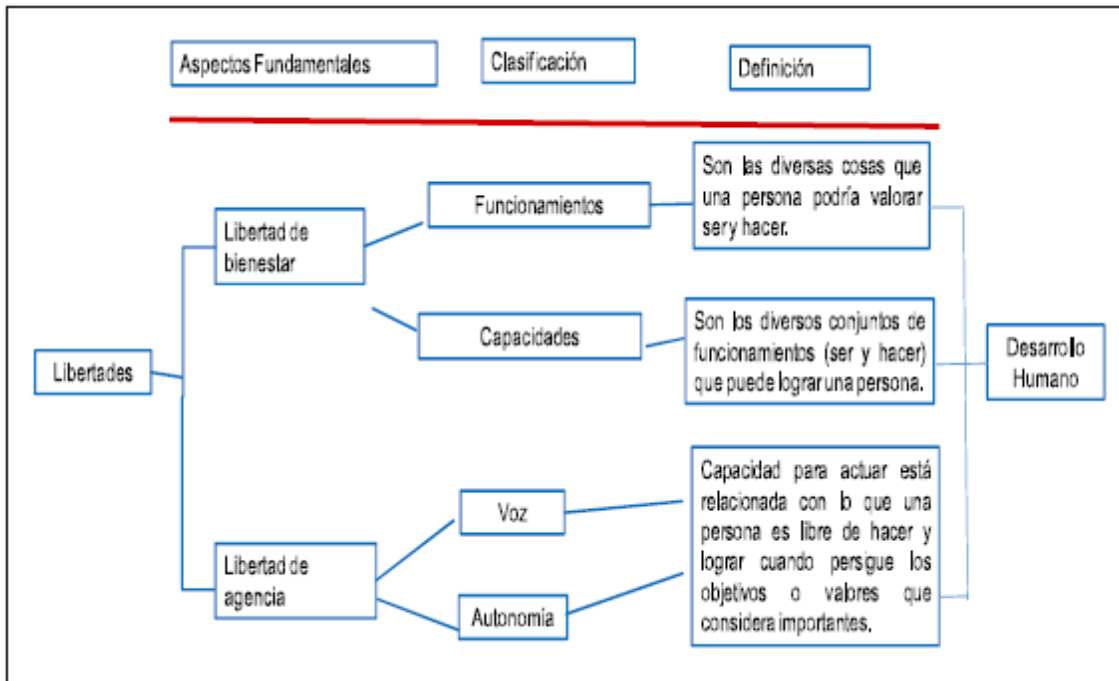 Aspectos Fundamentales
Clasificación
Definición
Libertades
Libertad de
bienestar
Funcionamientos
Son las diversas cosas que
una persona podría valorar
ser y hacer.
Capacidades
Son los diversos conjuntos de
funcionamientos (ser y hacer)
que puede lograr una persona.
Libertad de
agencia
Voz
Autonomía
Capacidad para actuar está
relacionada con lo que una
persona es libre de hacer y
lograr cuando persigue los
objetivos o valores que
considera importantes.
Desarrollo
Humano